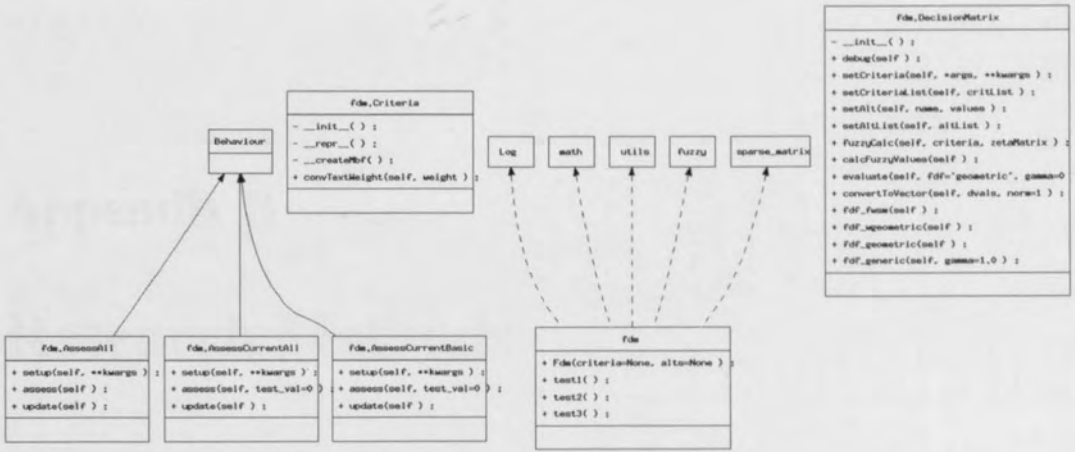 fdm.DecisionMatrix
- __init__( ) ;
+ debug(self ) ;
+ setCriteria(self, *args, **kwargs ) ;
+ setCriteriaList(self, critList ) ;
+ setAlt(self, name, values ) ;
+ setAltList(self, altList ) ;
+ fuzzyCalc(self, criteria, zetaMatrix ) ;
+ calcFuzzyValues(self ) ;
+ evaluate(self, fdf="geometric", gamma=0
+ convertToVector(self, dvals, norm=1 ) ;
+ fdf_fwsm(self ) ;
+ fdf_wgeometric(self ) ;
+ fdf_geometric(self ) ;
+ fdf_generic(self, gamma=1.0 ) ;
fdm.Criteria
- __init__( ) ;
- __repr__( ) ;
- __createMbf( ) ;
+ convTextWeight(self, weight ) ;
Behaviour
Log
math
utils
fuzzy
sparse_matrix
fdm.AssessAll
+ setup(self, **kwargs ) ;
+ assess(self ) ;
+ update(self ) ;
fdm.AssessCurrentAll
+ setup(self, **kwargs ) ;
+ assess(self, test_val=0 ) ;
+ update(self ) ;
fdm.AssessCurrentBasic
+ setup(self, **kwargs ) ;
+ assess(self, test_val=0 ) ;
+ update(self ) ;
fdm
+ Fdm(criteria=None, alts=None ) ;
+ test1( ) ;
+ test2( ) ;
+ test3( ) ;